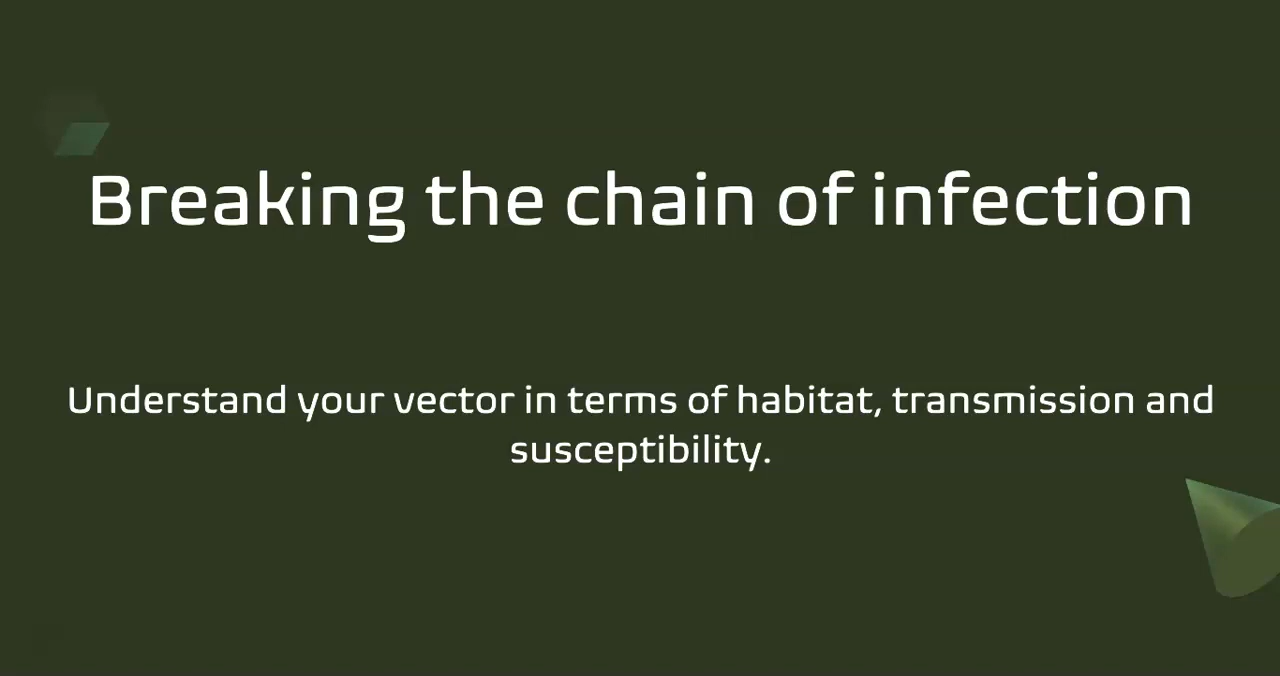 Breaking the chain of infection
Understand your vector in terms of habitat, transmission and
susceptibility.